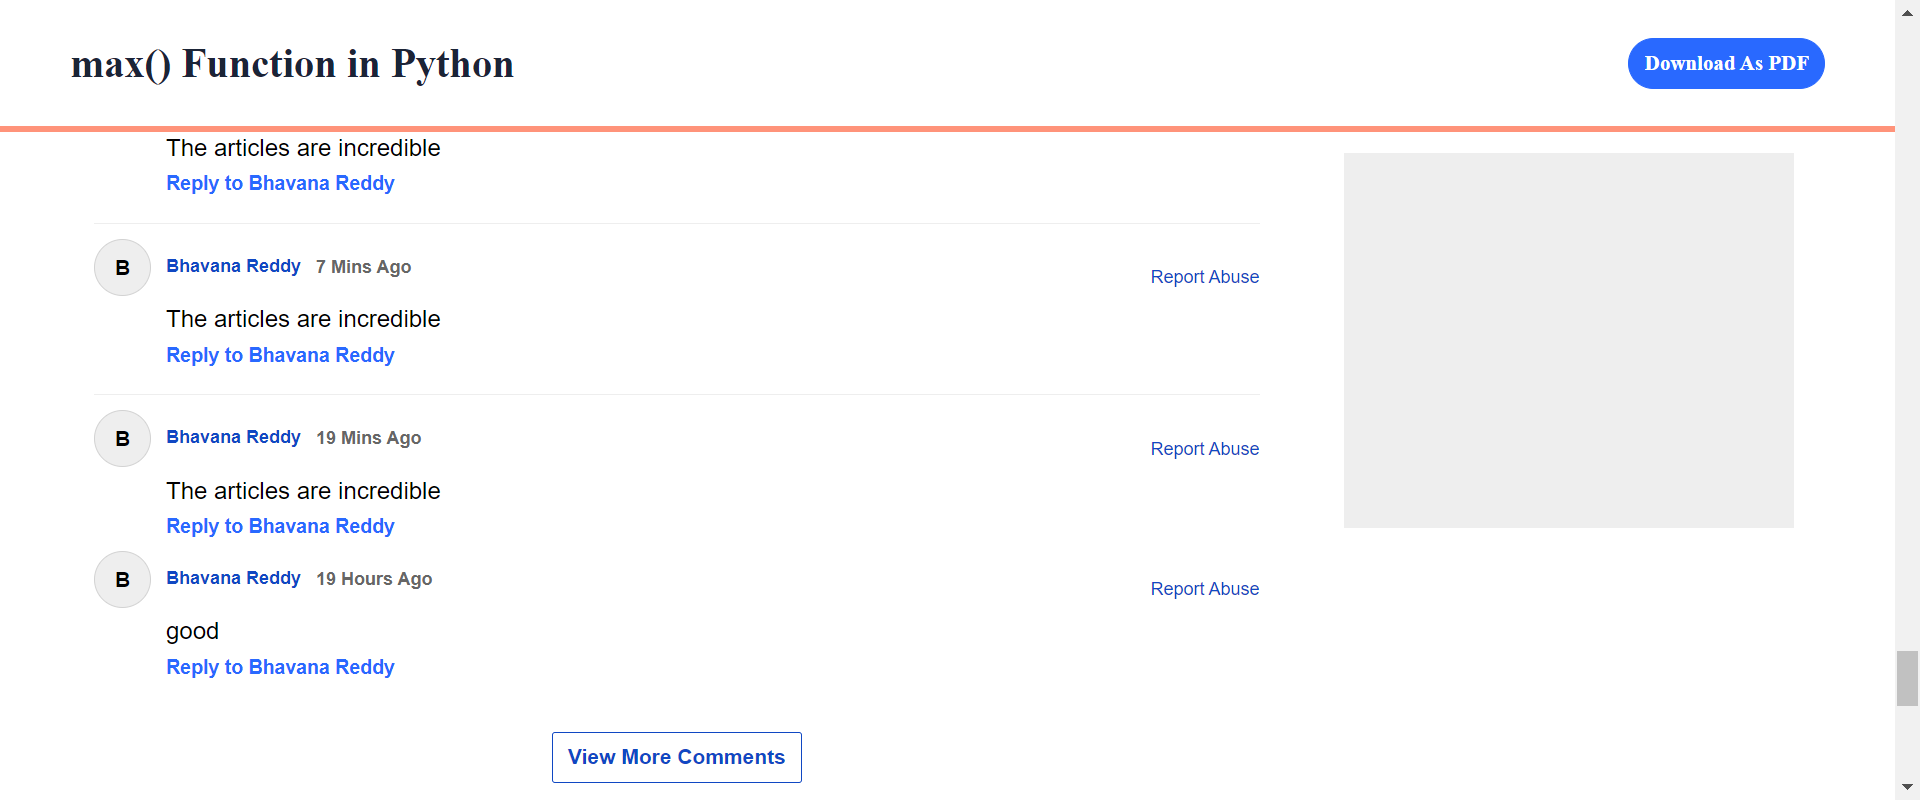 max() Function in Python
Download As PDF
The articles are incredible
Reply to Bhavana Reddy
B
Bhavana Reddy 7 Mins Ago
Report Abuse
The articles are incredible
Reply to Bhavana Reddy
B
Bhavana Reddy 19 Mins Ago
Report Abuse
The articles are incredible
Reply to Bhavana Reddy
B
Bhavana Reddy 19 Hours Ago
Report Abuse
good
Reply to Bhavana Reddy
View More Comments